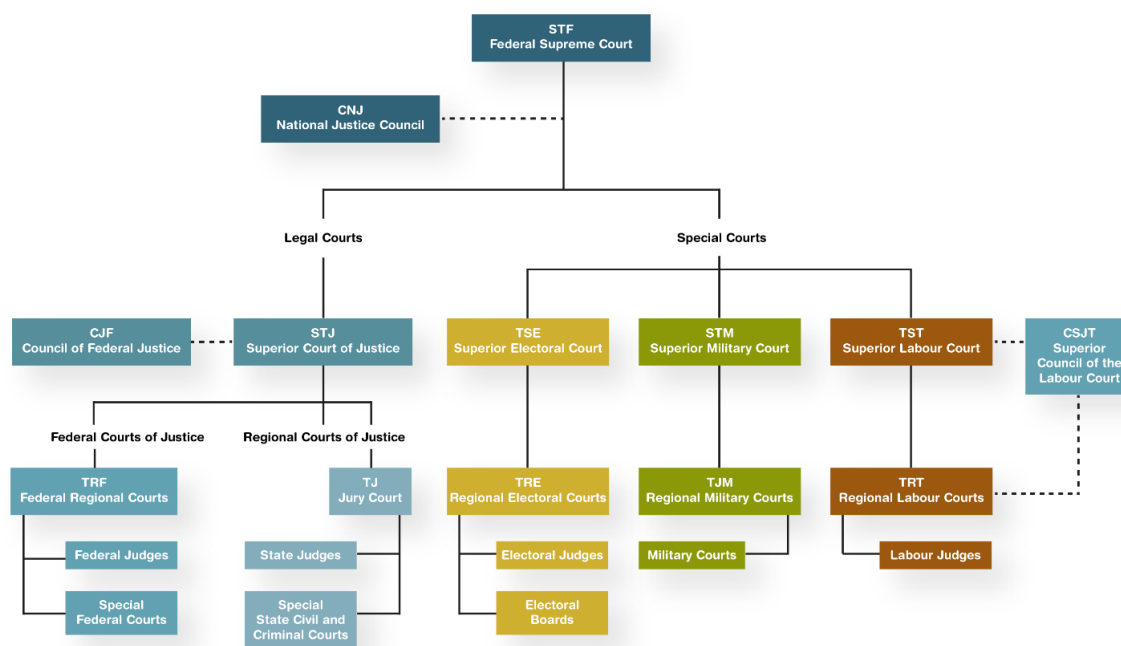 STF
Federal Supreme Court
CNJ
National Justice Council
Legal Courts
Special Courts
CJF
Council of Federal Justice
STJ
Superior Court of Justice
TSE
Superior Electoral Court
STM
Superior Military Court
TST
Superior Labour Court
CSJT
Superior
Council of the
Labour Court
Federal Courts of Justice
Regional Courts of Justice
TRF
Federal Regional Courts
TJ
Jury Court
TRE
Regional Electoral Courts
TJM
Regional Military Courts
TRT
Regional Labour Courts
Federal Judges
State Judges
Electoral Judges
Military Courts
Labour Judges
Special
Federal Courts
Special
State Civil and
Criminal Courts
Electoral
Boards